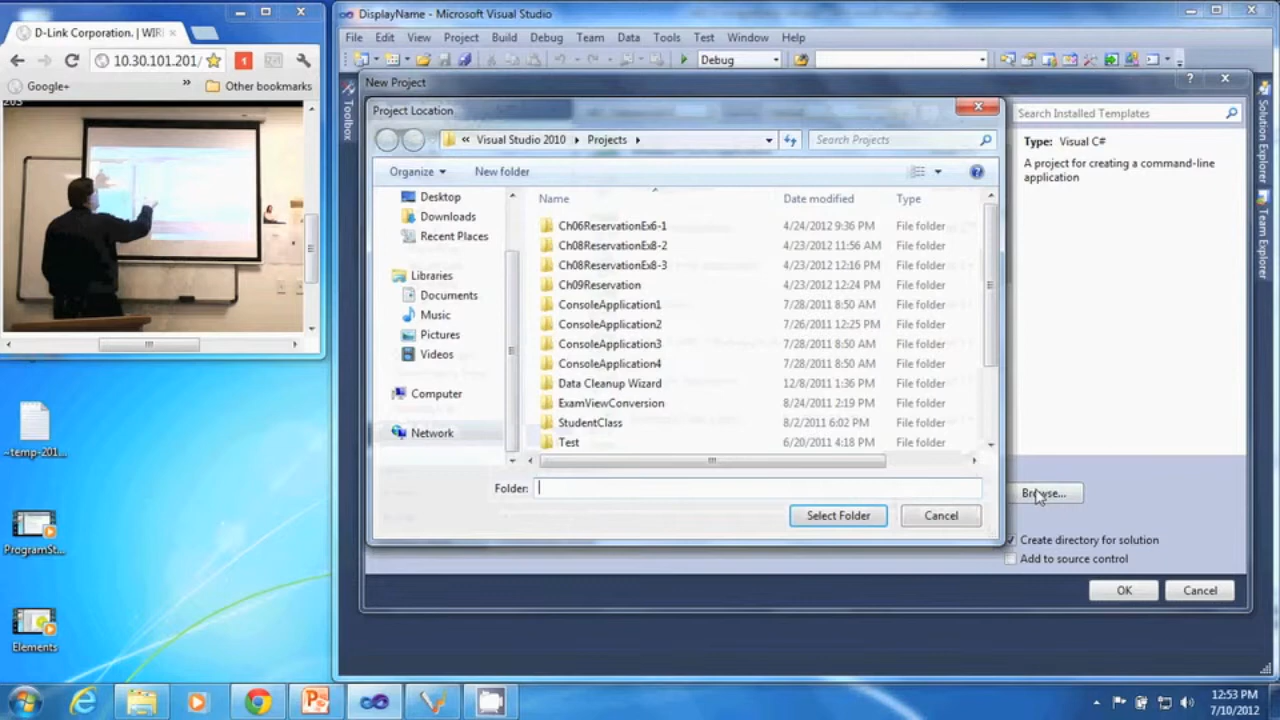 D-Link Corporation. | WIRE
10.30.101.201/
Google+
»
Other bookmarks
203
~temp-201...
ProgramSt...
Elements
DisplayName - Microsoft Visual Studio
File Edit View Project Build Debug Team Data Tools Test Window Help
Debug
Toolbox
New Project
Project Location
« Visual Studio 2010 Projects
Search Projects
Organize
New folder
Desktop
Downloads
Recent Places
Libraries
Documents
Music
Pictures
Videos
Computer
Network
Name Date modified Type
Ch06ReservationEx6-1 4/24/2012 9:36 PM File folder
Ch08ReservationEx8-2 4/23/2012 11:56 AM File folder
Ch08ReservationEx8-3 4/23/2012 12:16 PM File folder
Ch09Reservation 4/23/2012 12:24 PM File folder
ConsoleApplication1 7/28/2011 8:50 AM File folder
ConsoleApplication2 7/26/2011 12:25 PM File folder
ConsoleApplication3 7/28/2011 8:50 AM File folder
ConsoleApplication4 7/28/2011 8:50 AM File folder
Data Cleanup Wizard 12/8/2011 1:36 PM File folder
ExamViewConversion 8/24/2011 2:19 PM File folder
StudentClass 8/2/2011 6:02 PM File folder
Test 6/20/2011 4:18 PM File folder
Folder:
Select Folder
Cancel
Search Installed Templates
Type: Visual C#
A project for creating a command-line
application
Browse...
Create directory for solution
Add to source control
OK
Cancel
Solution Explorer
Team Explorer
12:53 PM
7/10/2012